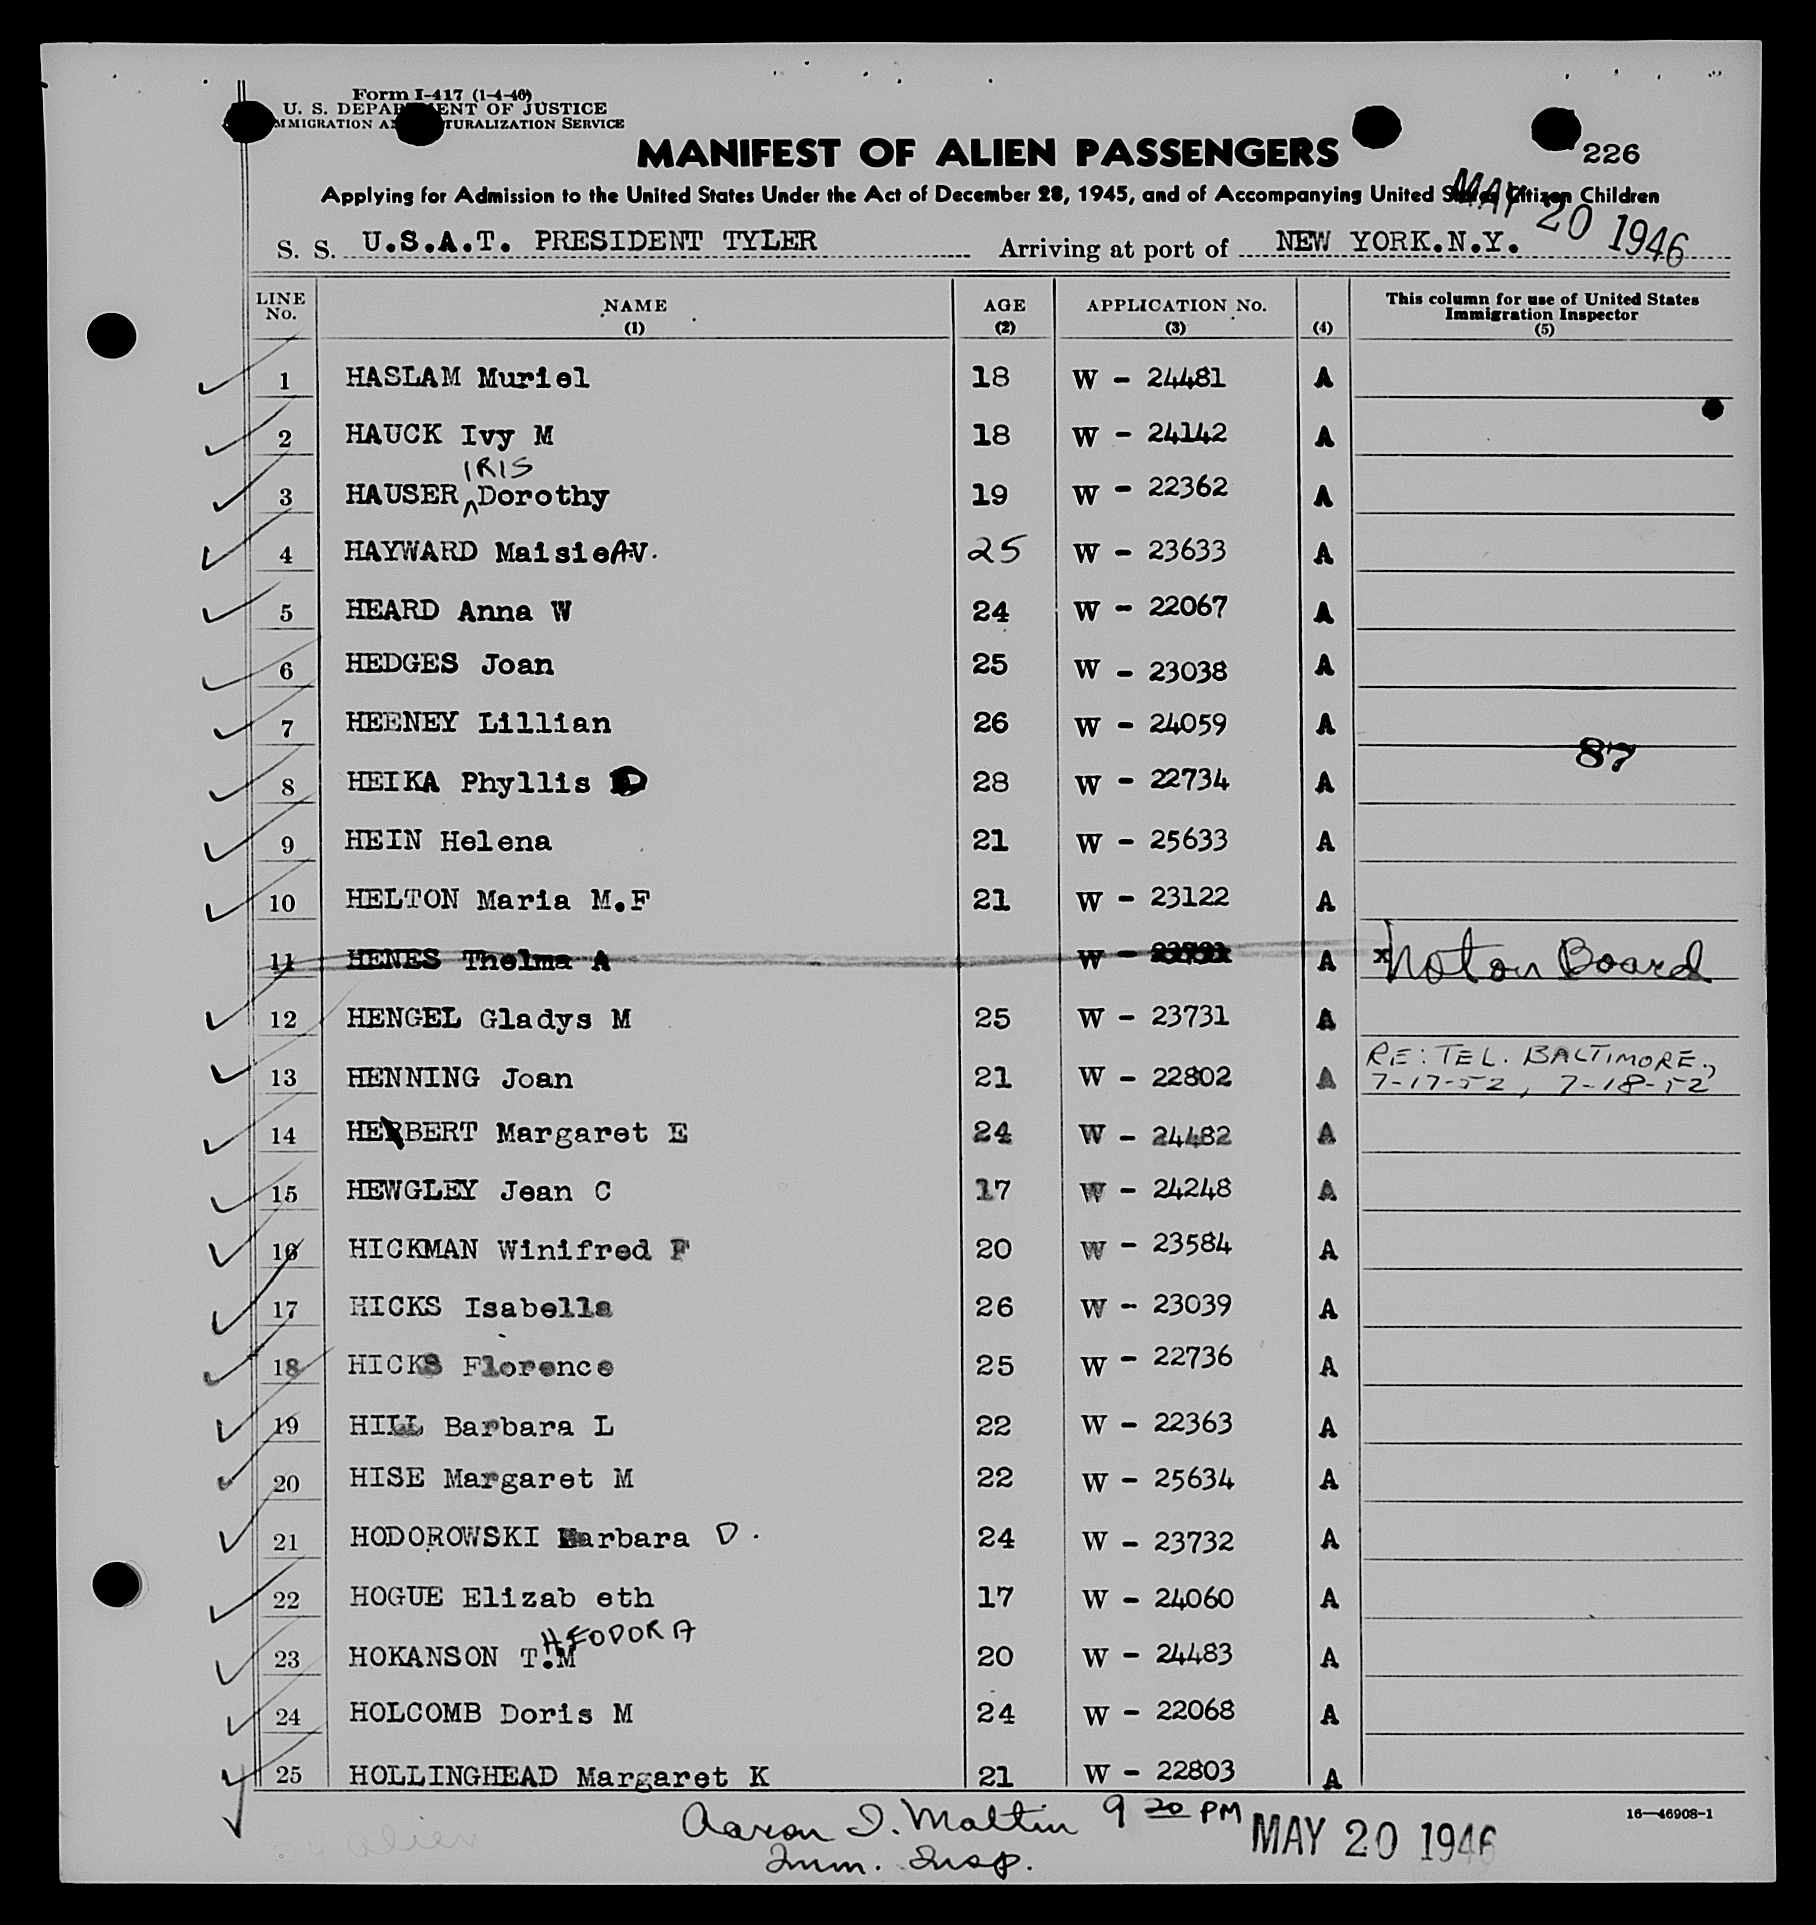 Form I-417 (1-4-46)
U. S. DEPARTMENT OF JUSTICE
IMMIGRATION AND NATURALIZATION SERVICE
MANIFEST OF ALIEN PASSENGERS
226
Applying for Admission to the United States Under the Act of December 28, 1945, and of Accompanying United States Citizen Children
MAY 20 1946
S. S. U.S.A.T. PRESIDENT TYLER Arriving at port of NEW YORK.N.Y.
LINE No. NAME (1) AGE (2) APPLICATION No. (3) (4) This column for use of United States Immigration Inspector (5)
1 HASLAM Muriel 18 W - 24481 A
2 HAUCK Ivy M 18 W - 24142 A
IRIS
3 HAUSER ^ Dorothy 19 W - 22362 A
4 HAYWARD Maisie A.V. 25 W - 23633 A
5 HEARD Anna W 24 W - 22067 A
6 HEDGES Joan 25 W - 23038 A
7 HEENEY Lillian 26 W - 24059 A
87
8 HEIKA Phyllis D 28 W - 22734 A
9 HEIN Helena 21 W - 25633 A
10 HELTON Maria M.F 21 W - 23122 A
11 HENES Thelma A W - A x Not on Board
12 HENGEL Gladys M 25 W - 23731 A
RE: TEL. BALTIMORE.,
13 HENNING Joan 21 W - 22802 A 7-17-52, 7-18-52
14 HERBERT Margaret E 24 W - 24482 A
15 HEWGLEY Jean C 17 W - 24248 A
16 HICKMAN Winifred F 20 W - 23584 A
17 HICKS Isabella 26 W - 23039 A
18 HICKS Florence 25 W - 22736 A
19 HILL Barbara L 22 W - 22363 A
20 HISE Margaret M 22 W - 25634 A
21 HODOROWSKI Barbara D. 24 W - 23732 A
22 HOGUE Elizab eth 17 W - 24060 A
HEODORA
23 HOKANSON T.M 20 W - 24483 A
24 HOLCOMB Doris M 24 W - 22068 A
25 HOLLINGHEAD Margaret K 21 W - 22803 A
16—46908-1
Aaron I. Maltin 9 20 PM MAY 20 1946
Imm. Insp.